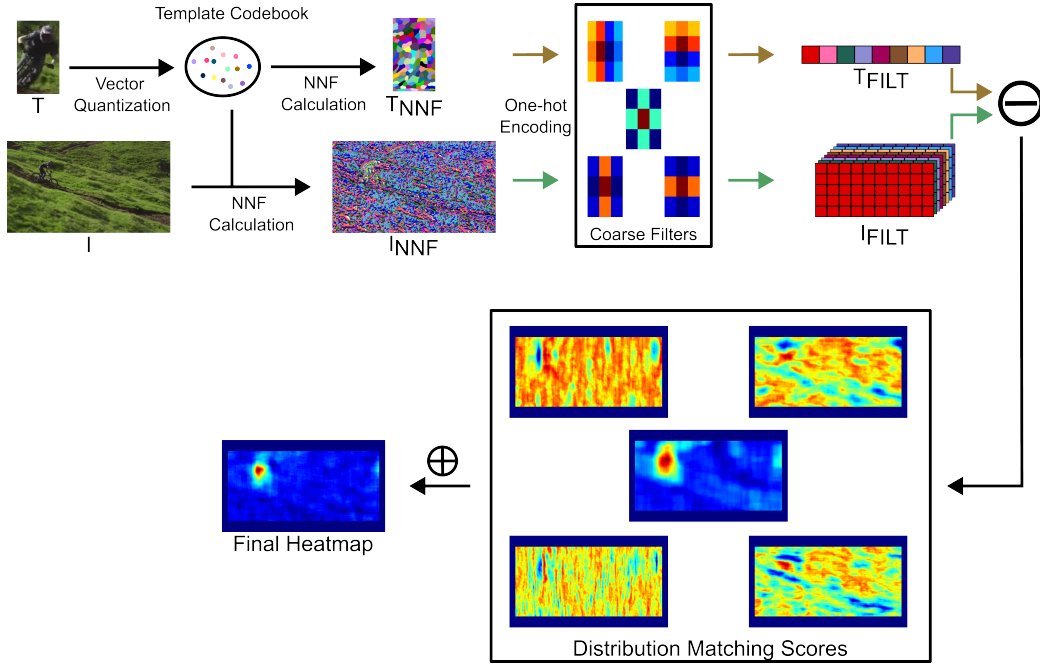 Template Codebook
T
Vector
Quantization
NNF
Calculation
TNNF
One-hot
Encoding
TFILT
I
NNF
Calculation
INNF
Coarse Filters
IFILT
Final Heatmap
Distribution Matching Scores